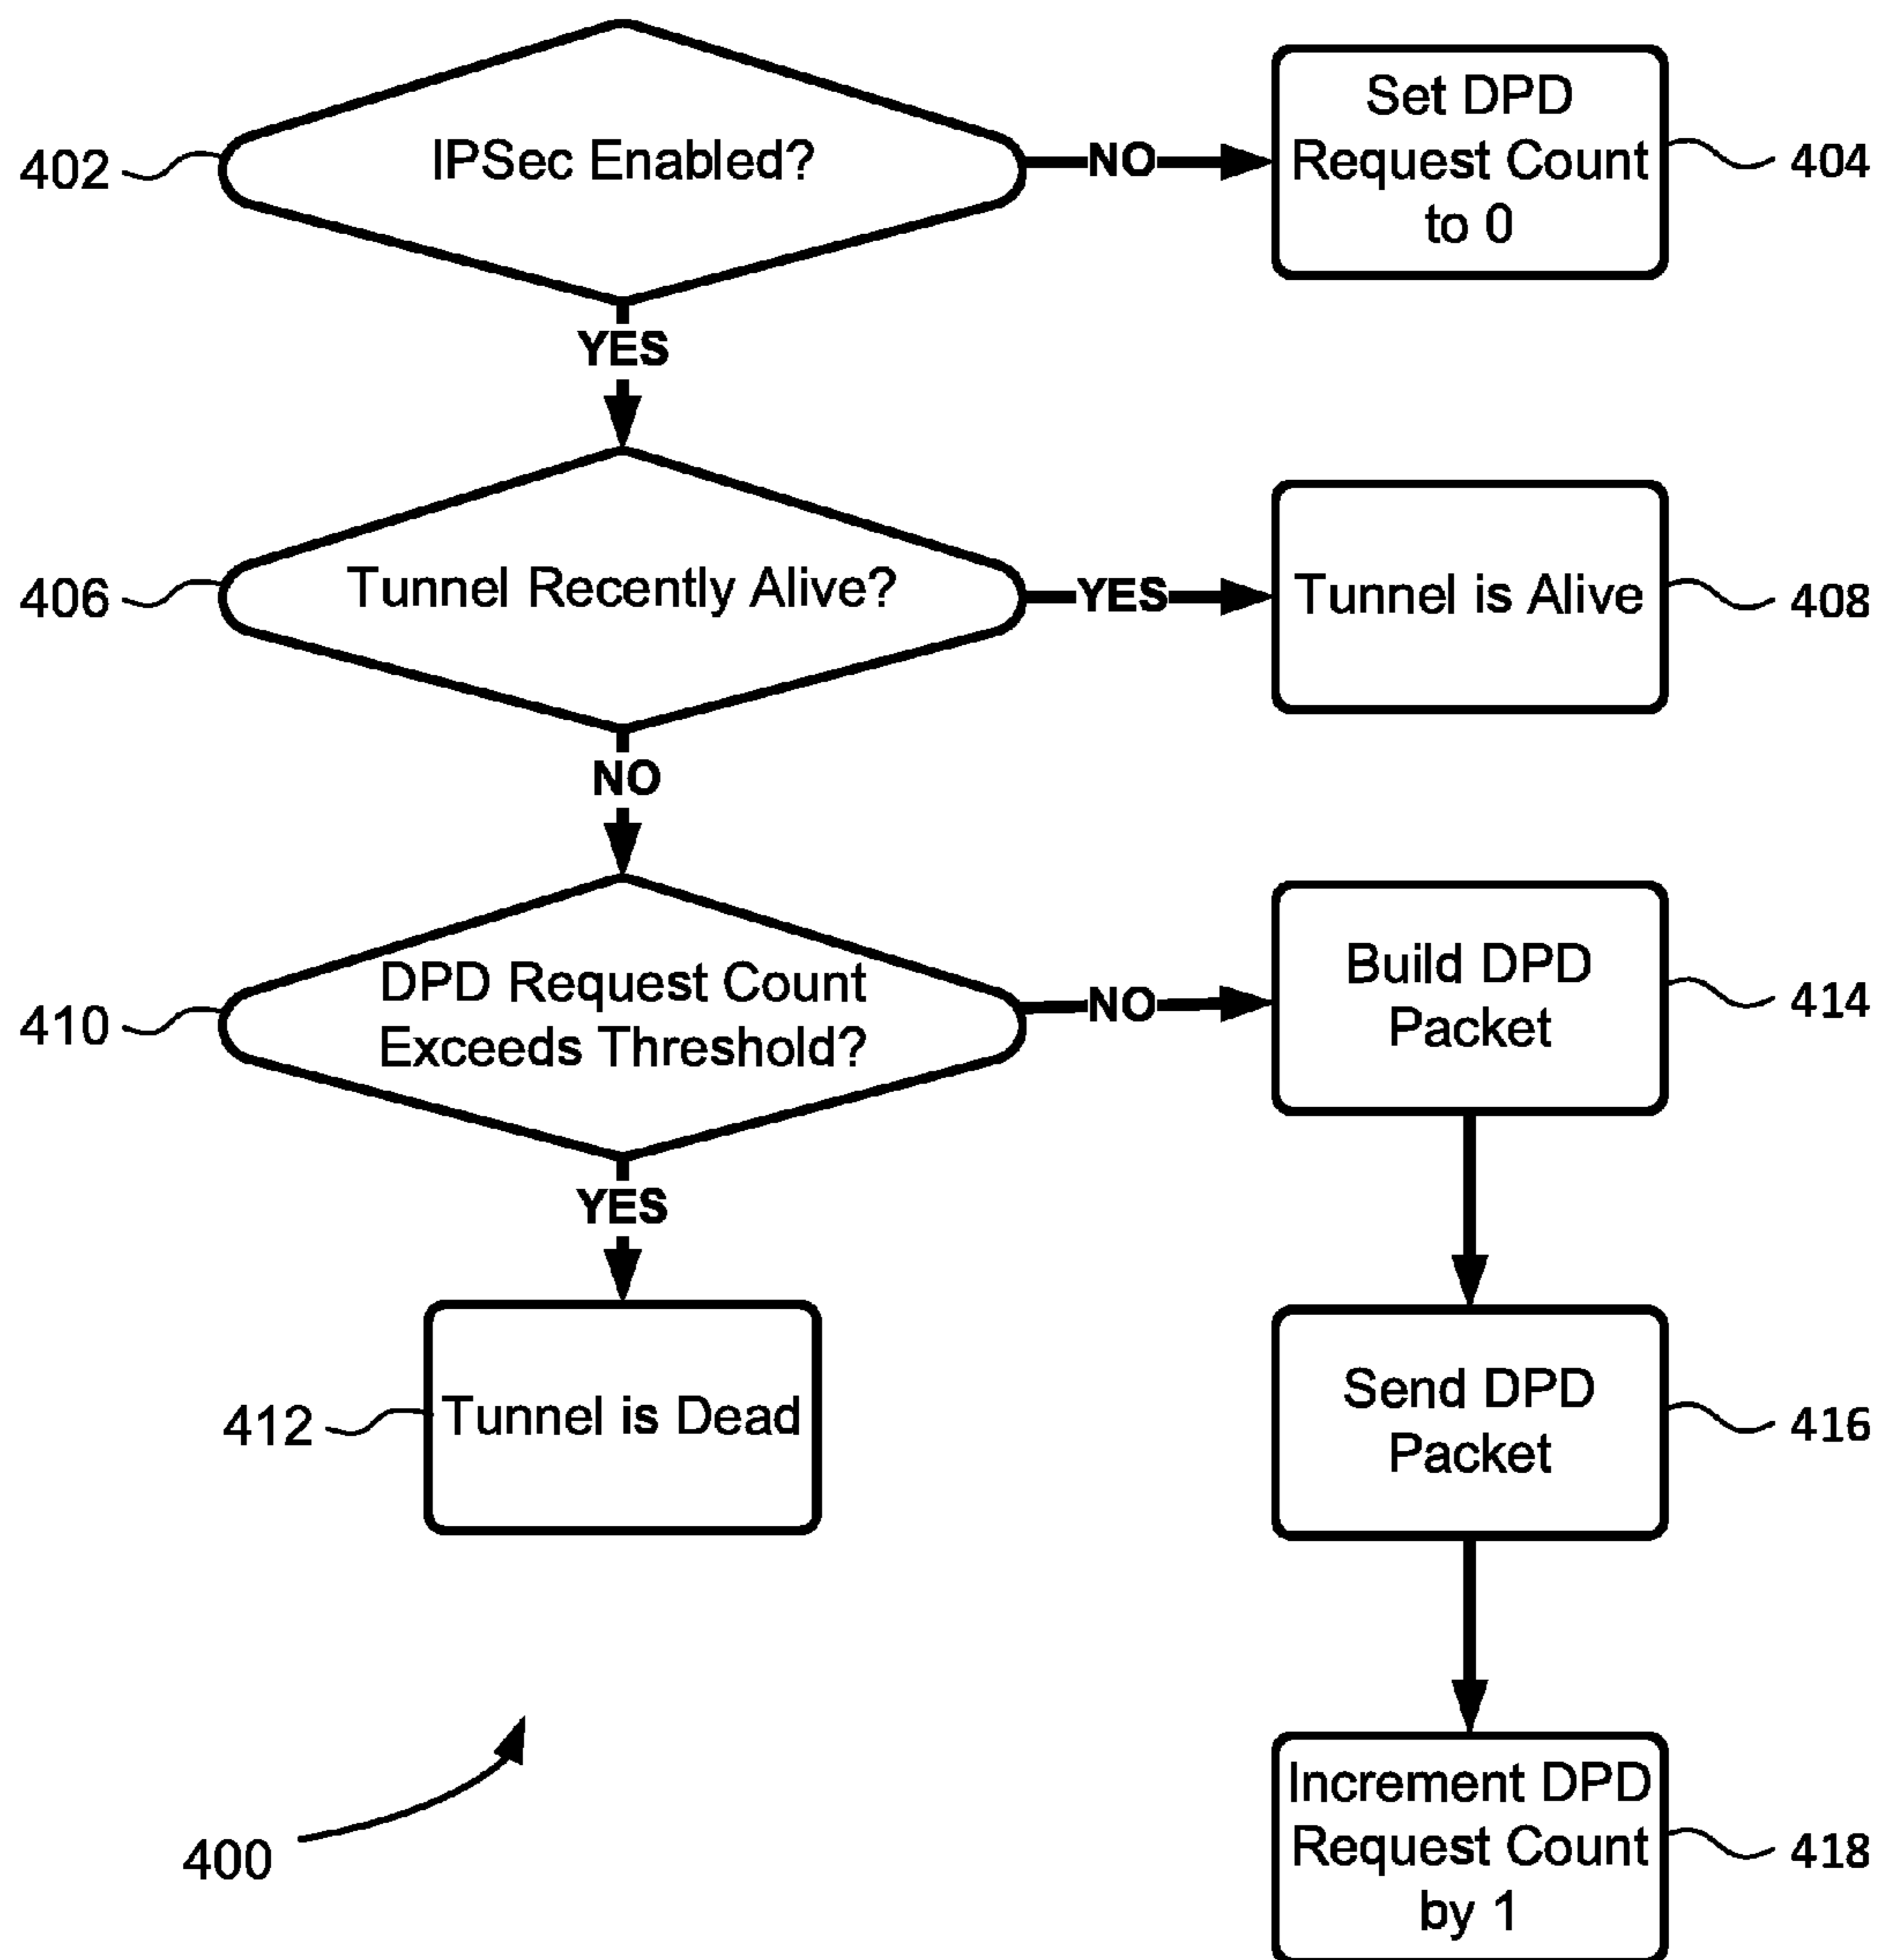 402
IPSec Enabled?
NO
Set DPD
Request Count
to 0
404
YES
406
Tunnel Recently Alive?
YES
Tunnel is Alive
408
NO
410
DPD Request Count
Exceeds Threshold?
NO
Build DPD
Packet
414
YES
412
Tunnel is Dead
Send DPD
Packet
416
400
Increment DPD
Request Count
by 1
418